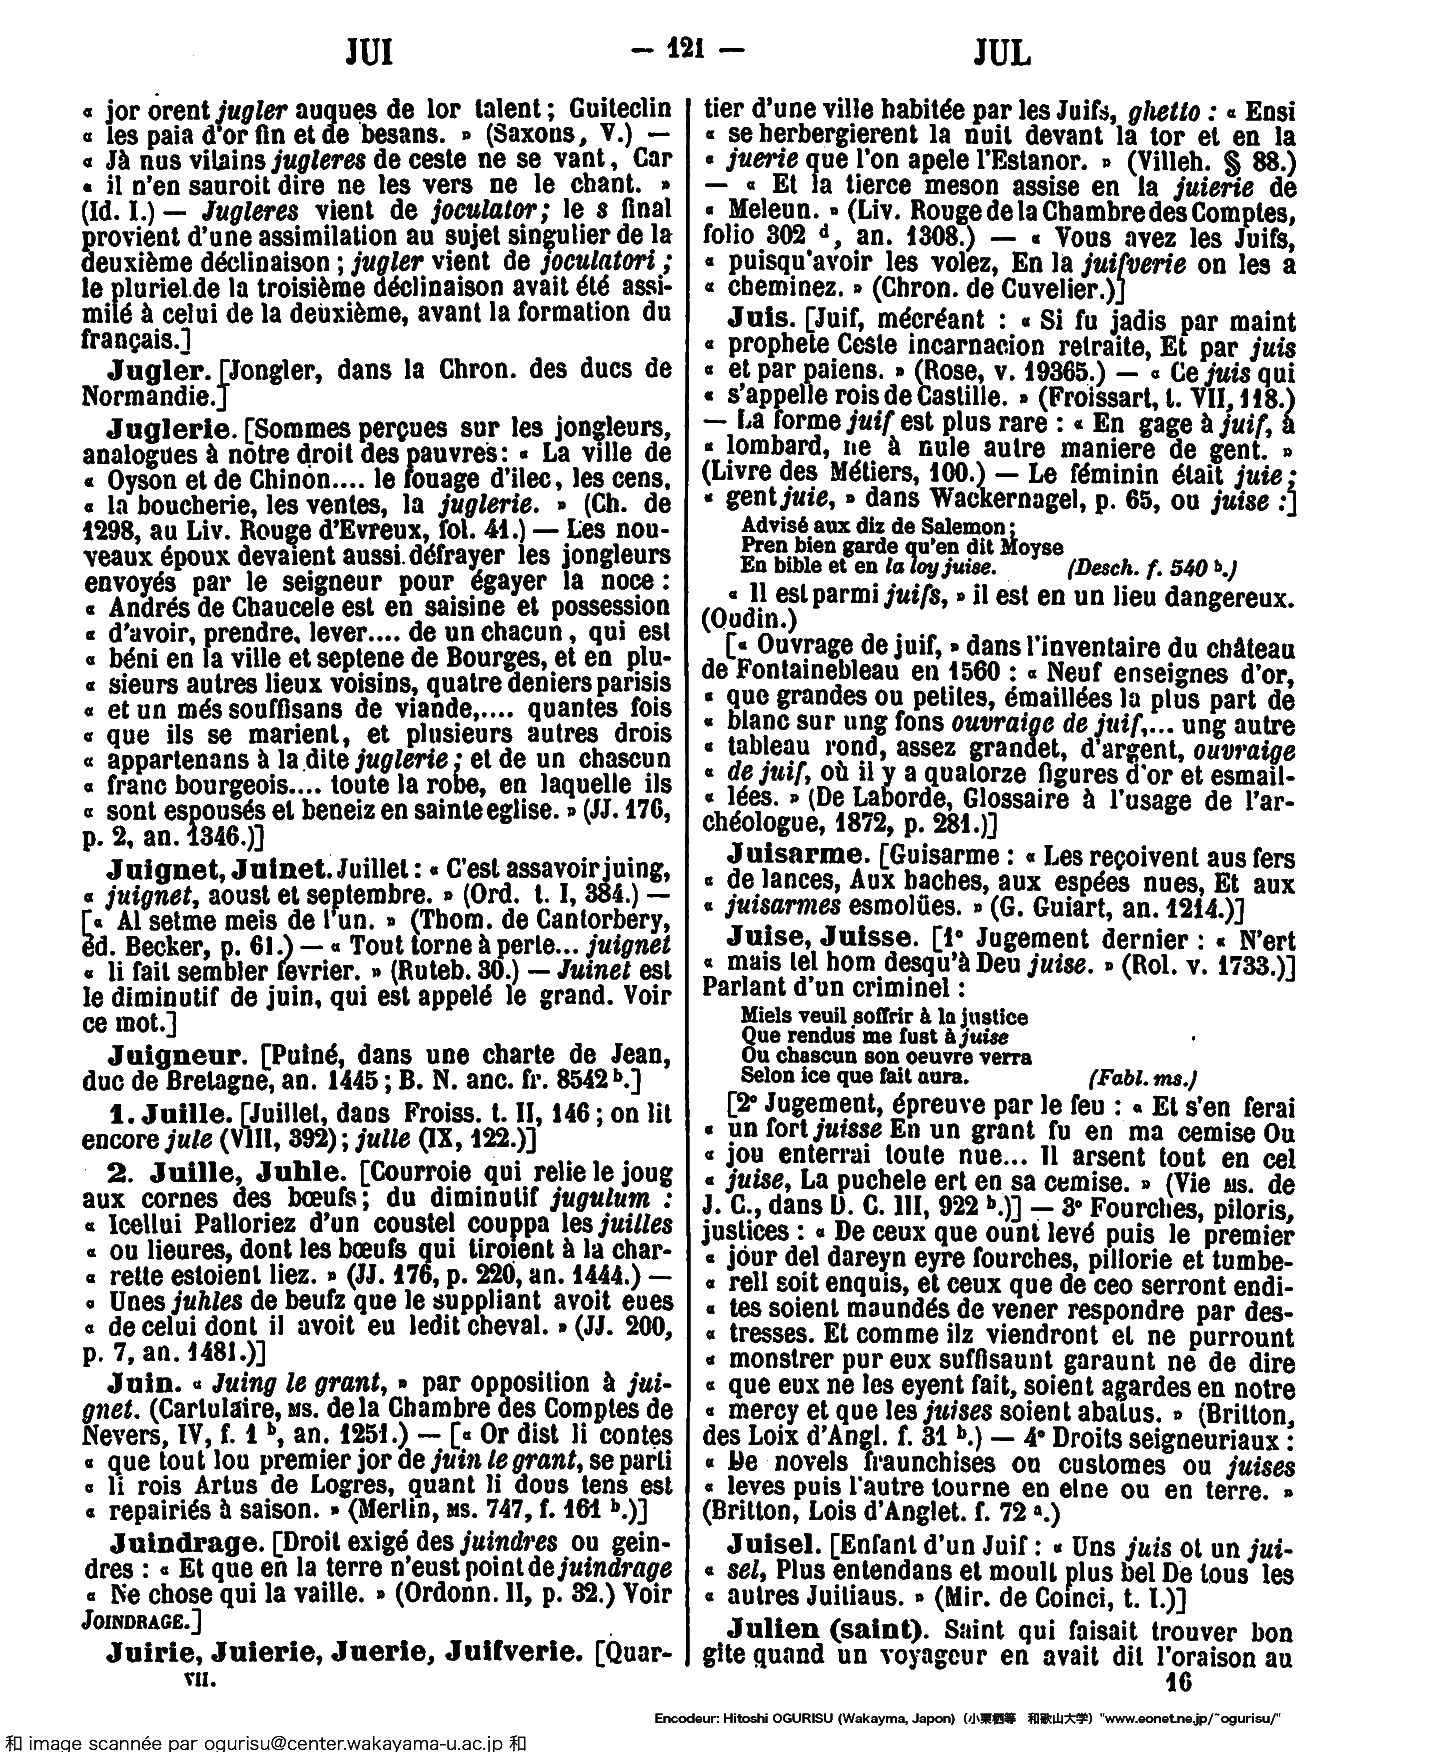 JUI — 121 — JUL
« jor orent jugler auques de lor talent ; Guiteclin
« les paia d'or fin et de besans. » (Saxons, V.) —
« Jà nus vilains jugleres de ceste ne se vant, Car
« il n'en sauroit dire ne les vers ne le chant. »
(Id. I.) — Jugleres vient de joculator ; le s final
provient d'une assimilation au sujet singulier de la
deuxième déclinaison ; jugler vient de joculatori ;
le pluriel de la troisième déclinaison avait été assi-
milé à celui de la deuxième, avant la formation du
français.]
Jugler. [Jongler, dans la Chron. des ducs de
Normandie.]
Juglerie. [Sommes perçues sur les jongleurs,
analogues à notre droit des pauvres : « La ville de
« Oyson et de Chinon.... le fouage d'ilec, les cens,
« la boucherie, les ventes, la juglerie. » (Ch. de
1298, au Liv. Rouge d'Evreux, fol. 41.) — Les nou-
veaux époux devaient aussi défrayer les jongleurs
envoyés par le seigneur pour égayer la noce :
« Andrés de Chaucele est en saisine et possession
« d'avoir, prendre, lever.... de un chacun, qui est
« béni en la ville et septene de Bourges, et en plu-
« sieurs autres lieux voisins, quatre deniers parisis
« et un més souffisans de viande,.... quantes fois
« que ils se marient, et plusieurs autres drois
« appartenans à la dite juglerie ; et de un chascun
« franc bourgeois.... toute la robe, en laquelle ils
« sont espousés et beneiz en sainte eglise. » (JJ. 176,
p. 2, an. 1346.)]
Juignet, Juinet. Juillet : « C'est assavoir juing,
« juignet, aoust et septembre. » (Ord. t. I, 384.) —
[« Al setme meis de l'un. » (Thom. de Cantorbery,
éd. Becker, p. 61.) — « Tout torne à perte... juignet
« li fait sembler fevrier. » (Ruteb. 30.) — Juinet est
le diminutif de juin, qui est appelé le grand. Voir
ce mot.]
Juigneur. [Puiné, dans une charte de Jean,
duc de Bretagne, an. 1445 ; B. N. anc. fr. 8542 b.]
1. Juille. [Juillet, dans Froiss. t. II, 146 ; on lit
encore jule (VIII, 392) ; julle (IX, 122.)]
2. Juille, Juhle. [Courroie qui relie le joug
aux cornes des bœufs ; du diminutif jugulum :
« Icellui Palloriez d'un coustel couppa les juilles
« ou lieures, dont les bœufs qui tiroient à la char-
« rette estoient liez. » (JJ. 176, p. 220, an. 1444.) —
« Unes juhles de beufz que le suppliant avoit eues
« de celui dont il avoit eu ledit cheval. » (JJ. 200,
p. 7, an. 1481.)]
Juin. « Juing le grant, » par opposition à jui-
gnet. (Cartulaire, MS. de la Chambre des Comptes de
Nevers, IV, f. 1 b, an. 1251.) — [« Or dist li contes
« que tout lou premier jor de juin le grant, se parti
« li rois Artus de Logres, quant li dous tens est
« repairiés à saison. » (Merlin, MS. 747, f. 161 b.)]
Juindrage. [Droit exigé des juindres ou gein-
dres : « Et que en la terre n'eust point de juindrage
« Ne chose qui la vaille. » (Ordonn. II, p. 32.) Voir
JOINDRAGE.]
Juirie, Juierie, Juerie, Juifverie. [Quar-
VII.
tier d'une ville habitée par les Juifs, ghetto : « Ensi
« se herbergierent la nuit devant la tor et en la
« juerie que l'on apele l'Estanor. » (Villeh. § 88.)
— « Et la tierce meson assise en la juierie de
« Meleun. » (Liv. Rouge de la Chambre des Comptes,
folio 302 d, an. 1308.) — « Vous avez les Juifs,
« puisqu'avoir les volez, En la juifverie on les a
« cheminez. » (Chron. de Cuvelier.)]
Juis. [Juif, mécréant : « Si fu jadis par maint
« prophete Ceste incarnacion retraite, Et par juis
« et par paiens. » (Rose, v. 19365.) — « Ce juis qui
« s'appelle rois de Castille. » (Froissart, t. VII, 118.)
— La forme juif est plus rare : « En gage à juif, à
« lombard, ne à nule autre maniere de gent. »
(Livre des Métiers, 100.) — Le féminin était juie ;
« gent juie, » dans Wackernagel, p. 65, ou juise :]
Advisé aux diz de Salemon ;
Pren bien garde qu'en dit Moyse
En bible et en la loy juise. (Desch. f. 540 b.)
« Il est parmi juifs, » il est en un lieu dangereux.
(Oudin.)
[« Ouvrage de juif, » dans l'inventaire du château
de Fontainebleau en 1560 : « Neuf enseignes d'or,
« que grandes ou petites, émaillées la plus part de
« blanc sur ung fons ouvraige de juif,... ung autre
« tableau rond, assez grandet, d'argent, ouvraige
« de juif, où il y a quatorze figures d'or et esmail-
« lées. » (De Laborde, Glossaire à l'usage de l'ar-
chéologue, 1872, p. 281.)]
Juisarme. [Guisarme : « Les reçoivent aus fers
« de lances, Aux haches, aux espées nues, Et aux
« juisarmes esmolües. » (G. Guiart, an. 1214.)]
Juise, Juisse. [1° Jugement dernier : « N'ert
« mais tel hom desqu'à Deu juise. » (Rol. v. 1733.)]
Parlant d'un criminel :
Miels veuil soffrir à la justice
Que rendus me fust à juise
Ou chascun son oeuvre verra
Selon ice que fait aura. (Fabl. ms.)
[2° Jugement, épreuve par le feu : « Et s'en ferai
« un fort juisse En un grant fu en ma cemise Ou
« jou enterrai toute nue... Il arsent tout en cel
« juise, La puchele ert en sa cemise. » (Vie MS. de
J. C., dans D. C. III, 922 b.)] — 3° Fourches, piloris,
justices : « De ceux que ount levé puis le premier
« jour del dareyn eyre fourches, pillorie et tumbe-
« rell soit enquis, et ceux que de ceo serront endi-
« tes soient maundés de vener respondre par des-
« tresses. Et comme ilz viendront et ne purrount
« monstrer pur eux suffisaunt garaunt ne de dire
« que eux ne les eyent fait, soient agardes en notre
« mercy et que les juises soient abatus. » (Britton,
des Loix d'Angl. f. 31 b.) — 4° Droits seigneuriaux :
« De novels fraunchises ou customes ou juises
« leves puis l'autre tourne en eine ou en terre. »
(Britton, Lois d'Anglet. f. 72 a.)
Juisel. [Enfant d'un Juif : « Uns juis ot un jui-
« sel, Plus entendans et moult plus bel De tous les
« autres Juitiaus. » (Mir. de Coinci, t. I.)]
Julien (saint). Saint qui faisait trouver bon
gite quand un voyageur en avait dit l'oraison au
16
Encodeur: Hitoshi OGURISU (Wakayma, Japon) (小栗栖等 和歌山大学) "www.eonet.ne.jp/~ogurisu/"
和 image scannée par ogurisu@center.wakayama-u.ac.jp 和